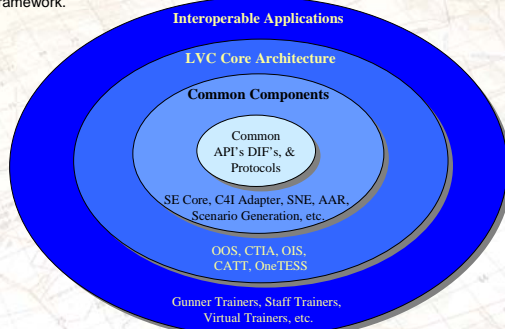 ramework.
Interoperable Applications
LVC Core Architecture
Common Components
Common
API's DIF's, &
Protocols
SE Core, C4I Adapter, SNE, AAR,
Scenario Generation, etc.
OOS, CTIA, OIS,
CATT, OneTESS
Gunner Trainers, Staff Trainers,
Virtual Trainers, etc.